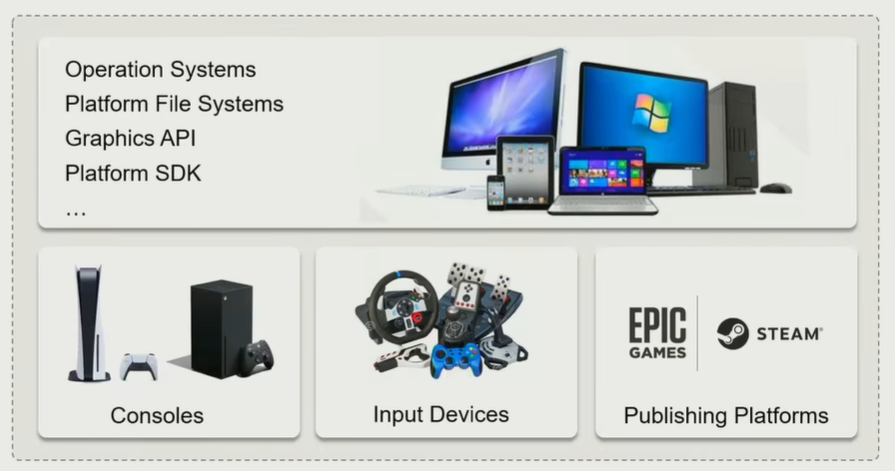 Operation Systems
Platform File Systems
Graphics API
Platform SDK
...
Consoles
Input Devices
EPIC
GAMES
STEAM®
Publishing Platforms